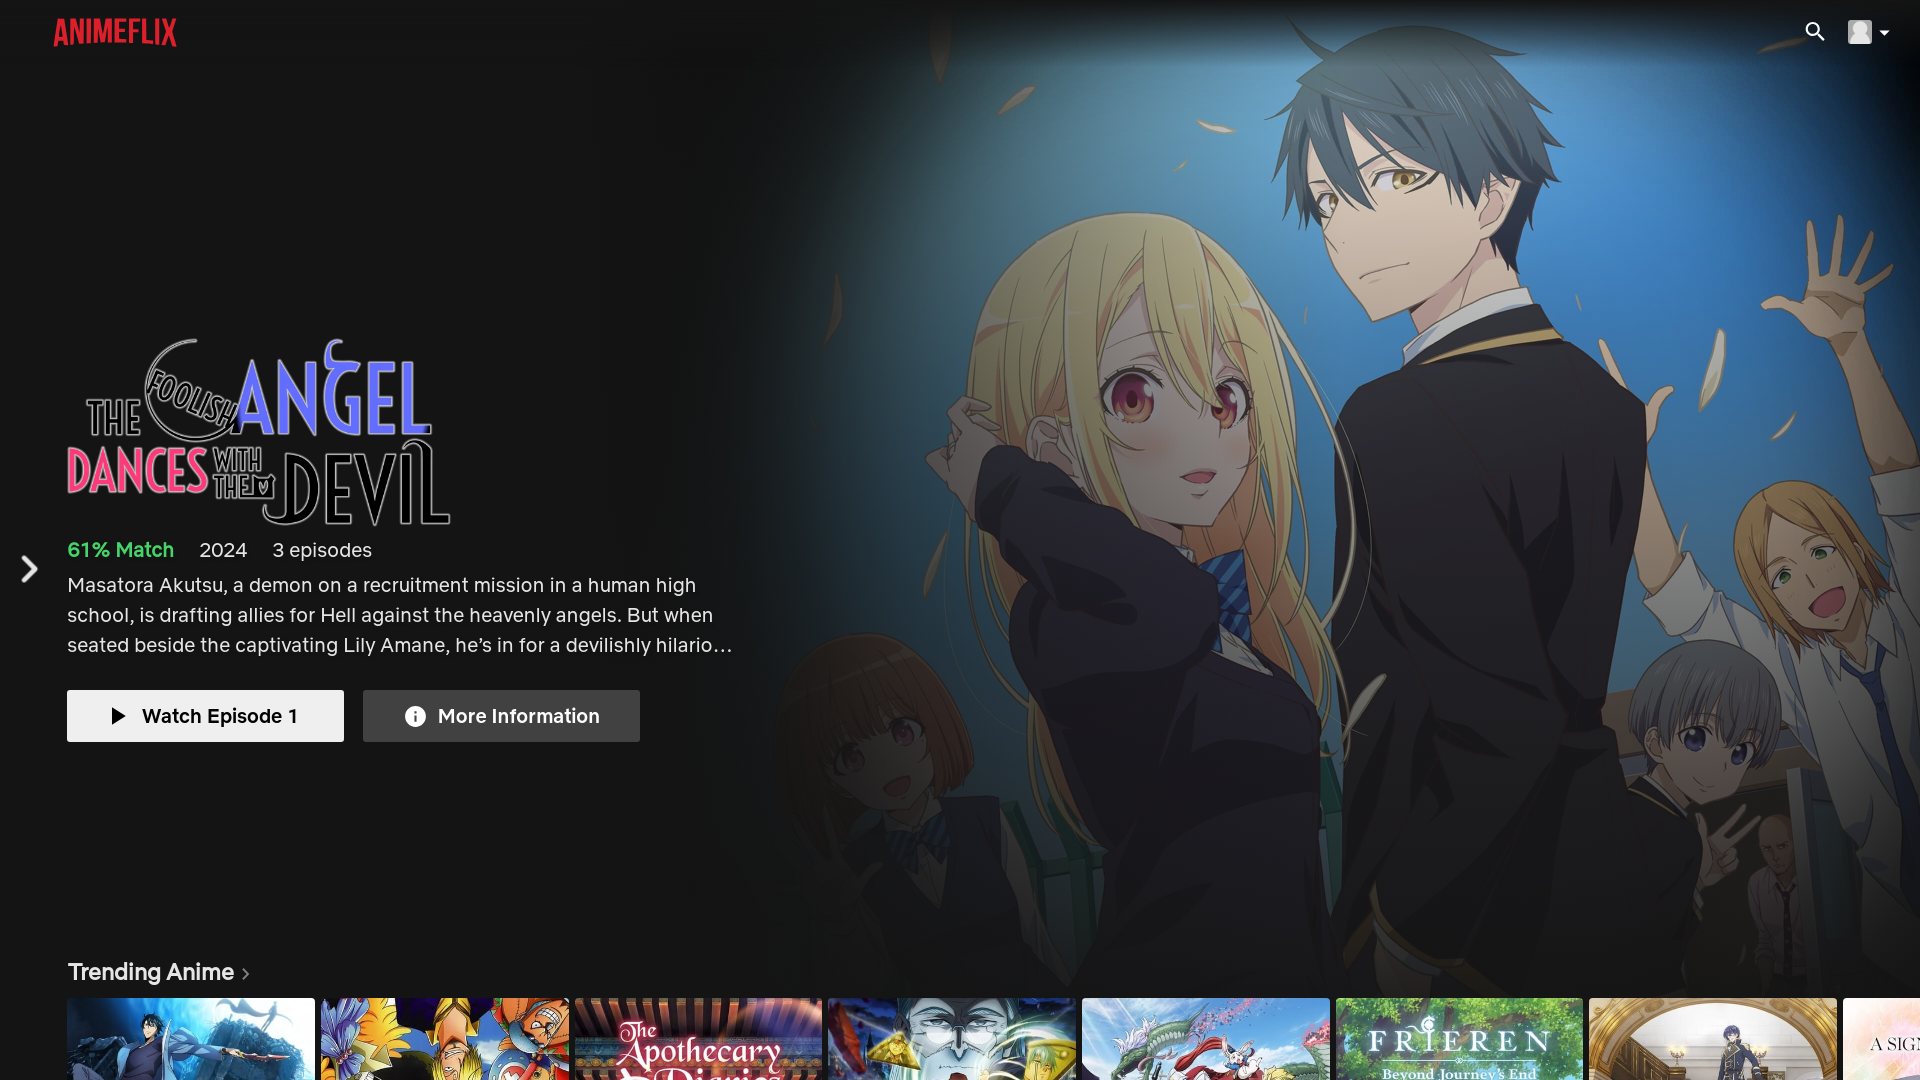 ANIMEFLIX
THE FOOLISH ANGEL
DANCES WITH THE DEVIL
61% Match 2024 3 episodes
Masatora Akutsu, a demon on a recruitment mission in a human high
school, is drafting allies for Hell against the heavenly angels. But when
seated beside the captivating Lily Amane, he’s in for a devilishly hilario…
Watch Episode 1 More Information
Trending Anime
The
Apothecary
Diaries
FRIEREN
Beyond Journey's End
A SIGN